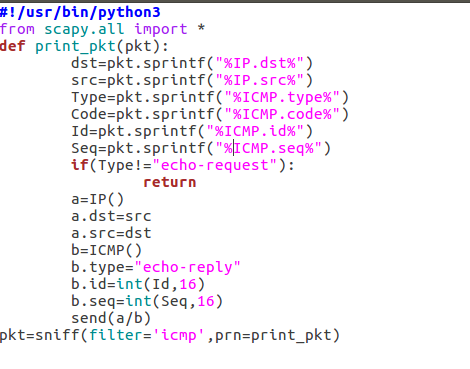 #!/usr/bin/python3
from scapy.all import *
def print_pkt(pkt):
        dst=pkt.sprintf("%IP.dst%")
        src=pkt.sprintf("%IP.src%")
        Type=pkt.sprintf("%ICMP.type%")
        Code=pkt.sprintf("%ICMP.code%")
        Id=pkt.sprintf("%ICMP.id%")
        Seq=pkt.sprintf("%ICMP.seq%")
        if(Type!="echo-request"):
                return
        a=IP()
        a.dst=src
        a.src=dst
        b=ICMP()
        b.type="echo-reply"
        b.id=int(Id,16)
        b.seq=int(Seq,16)
        send(a/b)
pkt=sniff(filter='icmp',prn=print_pkt)